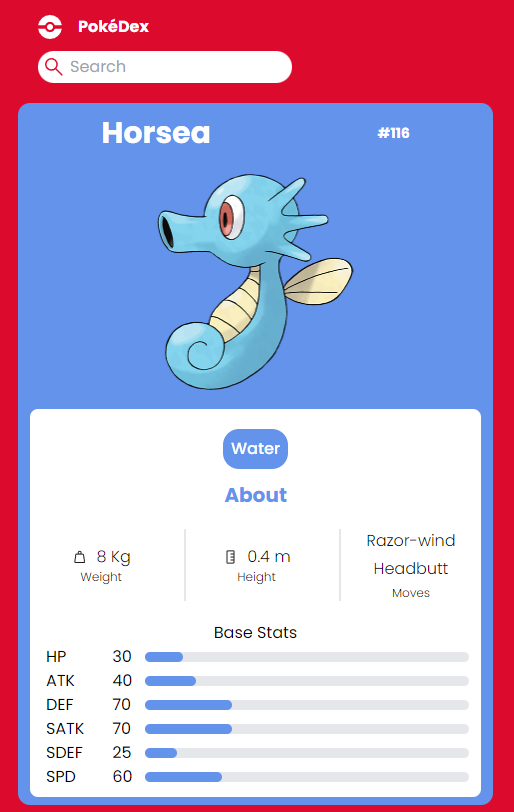 PokéDex
Search
Horsea
#116
Water
About
8 Kg
Weight
0.4 m
Height
Razor-wind
Headbutt
Moves
Base Stats
HP 30
ATK 40
DEF 70
SATK 70
SDEF 25
SPD 60